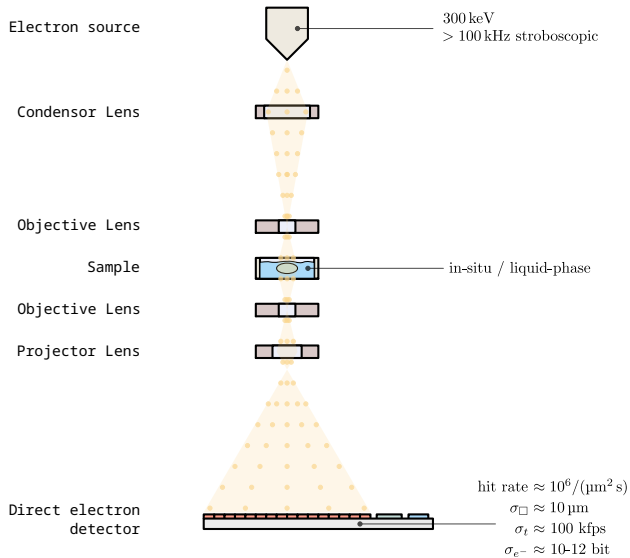 Electron source
300 keV
> 100 kHz stroboscopic
Condensor Lens
Objective Lens
Sample
in-situ / liquid-phase
Objective Lens
Projector Lens
Direct electron
detector
hit rate ≈ 10⁶/(µm² s)
σ□ ≈ 10 µm
σₜ ≈ 100 kfps
σₑ₋ ≈ 10-12 bit